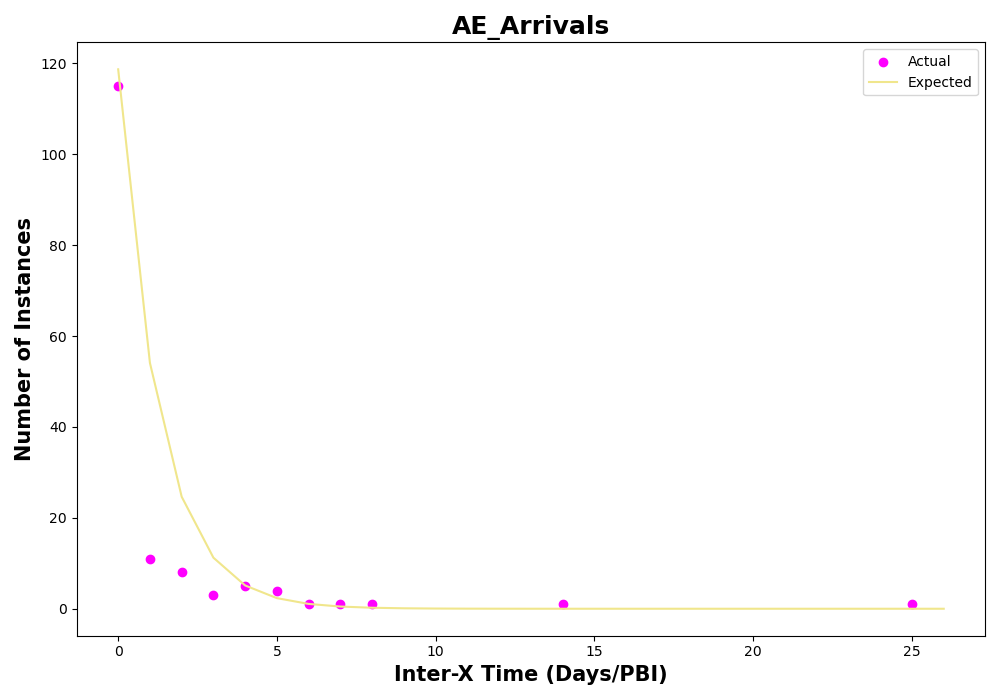 AE_Arrivals
Actual
Expected
120
100
80
60
40
20
0
Number of Instances
0 5 10 15 20 25
Inter-X Time (Days/PBI)